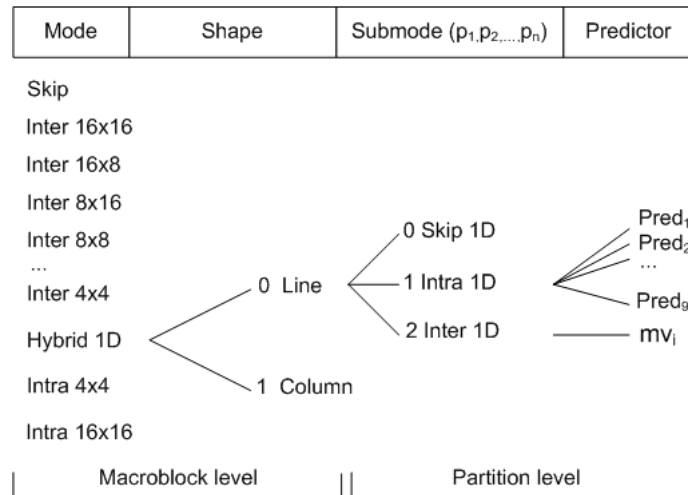 Mode Shape Submode (p1,p2,...,pn) Predictor
Skip
Inter 16x16
Inter 16x8
Inter 8x16
Inter 8x8
...
Inter 4x4
Hybrid 1D
Intra 4x4
Intra 16x16
0 Line
1 Column
0 Skip 1D
1 Intra 1D
2 Inter 1D
Pred1
Pred2
...
Pred9
mvi
Macroblock level
Partition level